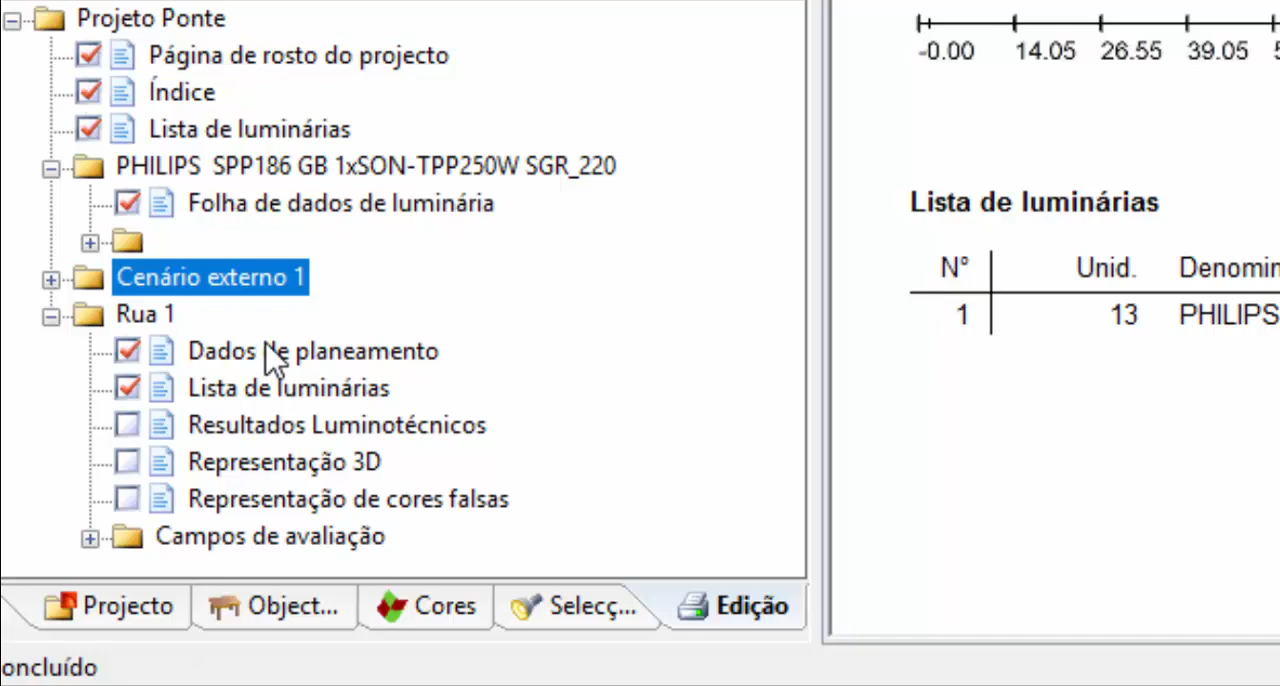 Projeto Ponte
Página de rosto do projecto
Índice
Lista de luminárias
PHILIPS SPP186 GB 1xSON-TPP250W SGR_220
Folha de dados de luminária
Cenário externo 1
Rua 1
Dados de planeamento
Lista de luminárias
Resultados Luminotécnicos
Representação 3D
Representação de cores falsas
Campos de avaliação
Projecto Object... Cores Selecç... Edição
oncluído
-0.00 14.05 26.55 39.05
Lista de luminárias
N° Unid. Denomin
1 13 PHILIPS